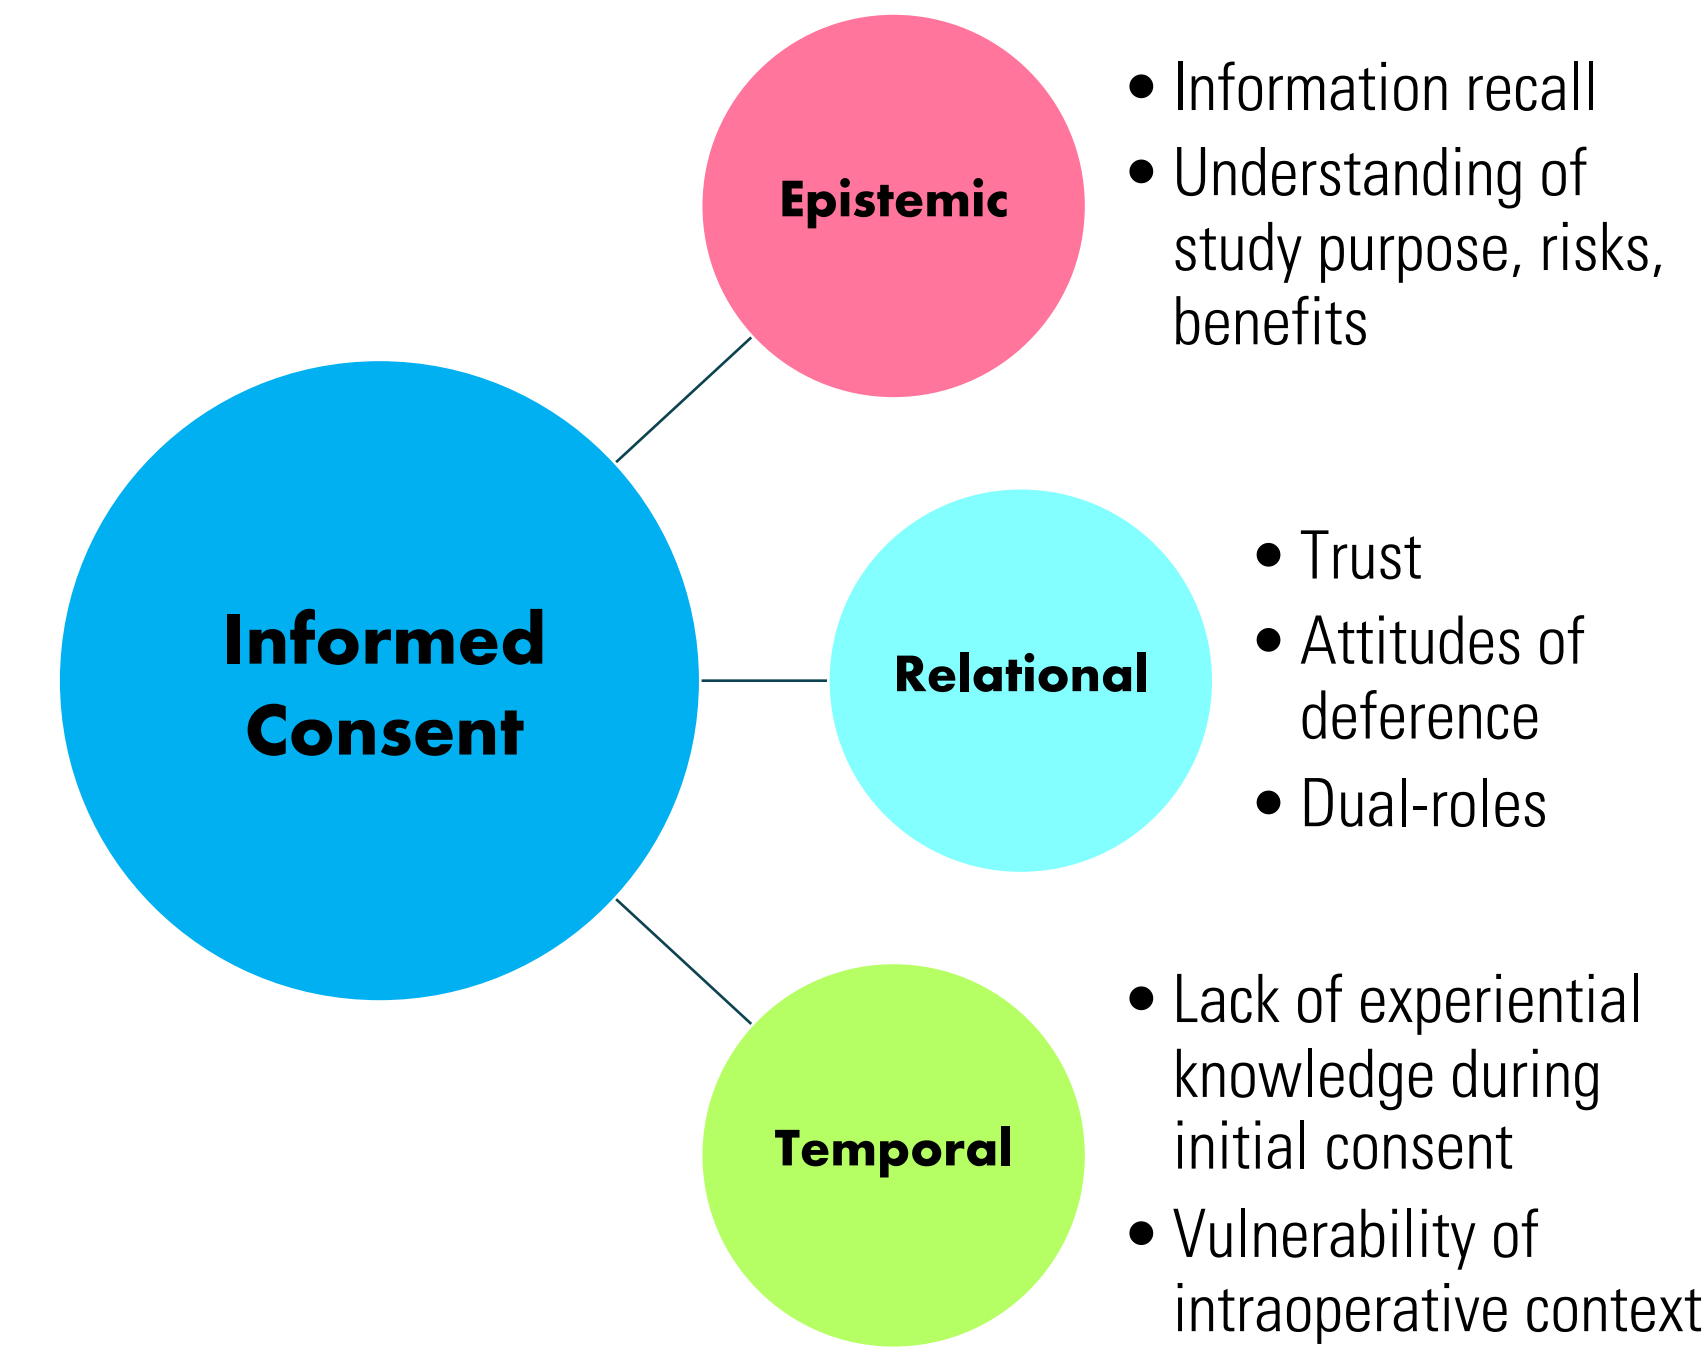 Informed
Consent
Epistemic
• Information recall
• Understanding of
study purpose, risks,
benefits
Relational
• Trust
• Attitudes of
deference
• Dual-roles
Temporal
• Lack of experiential
knowledge during
initial consent
• Vulnerability of
intraoperative context